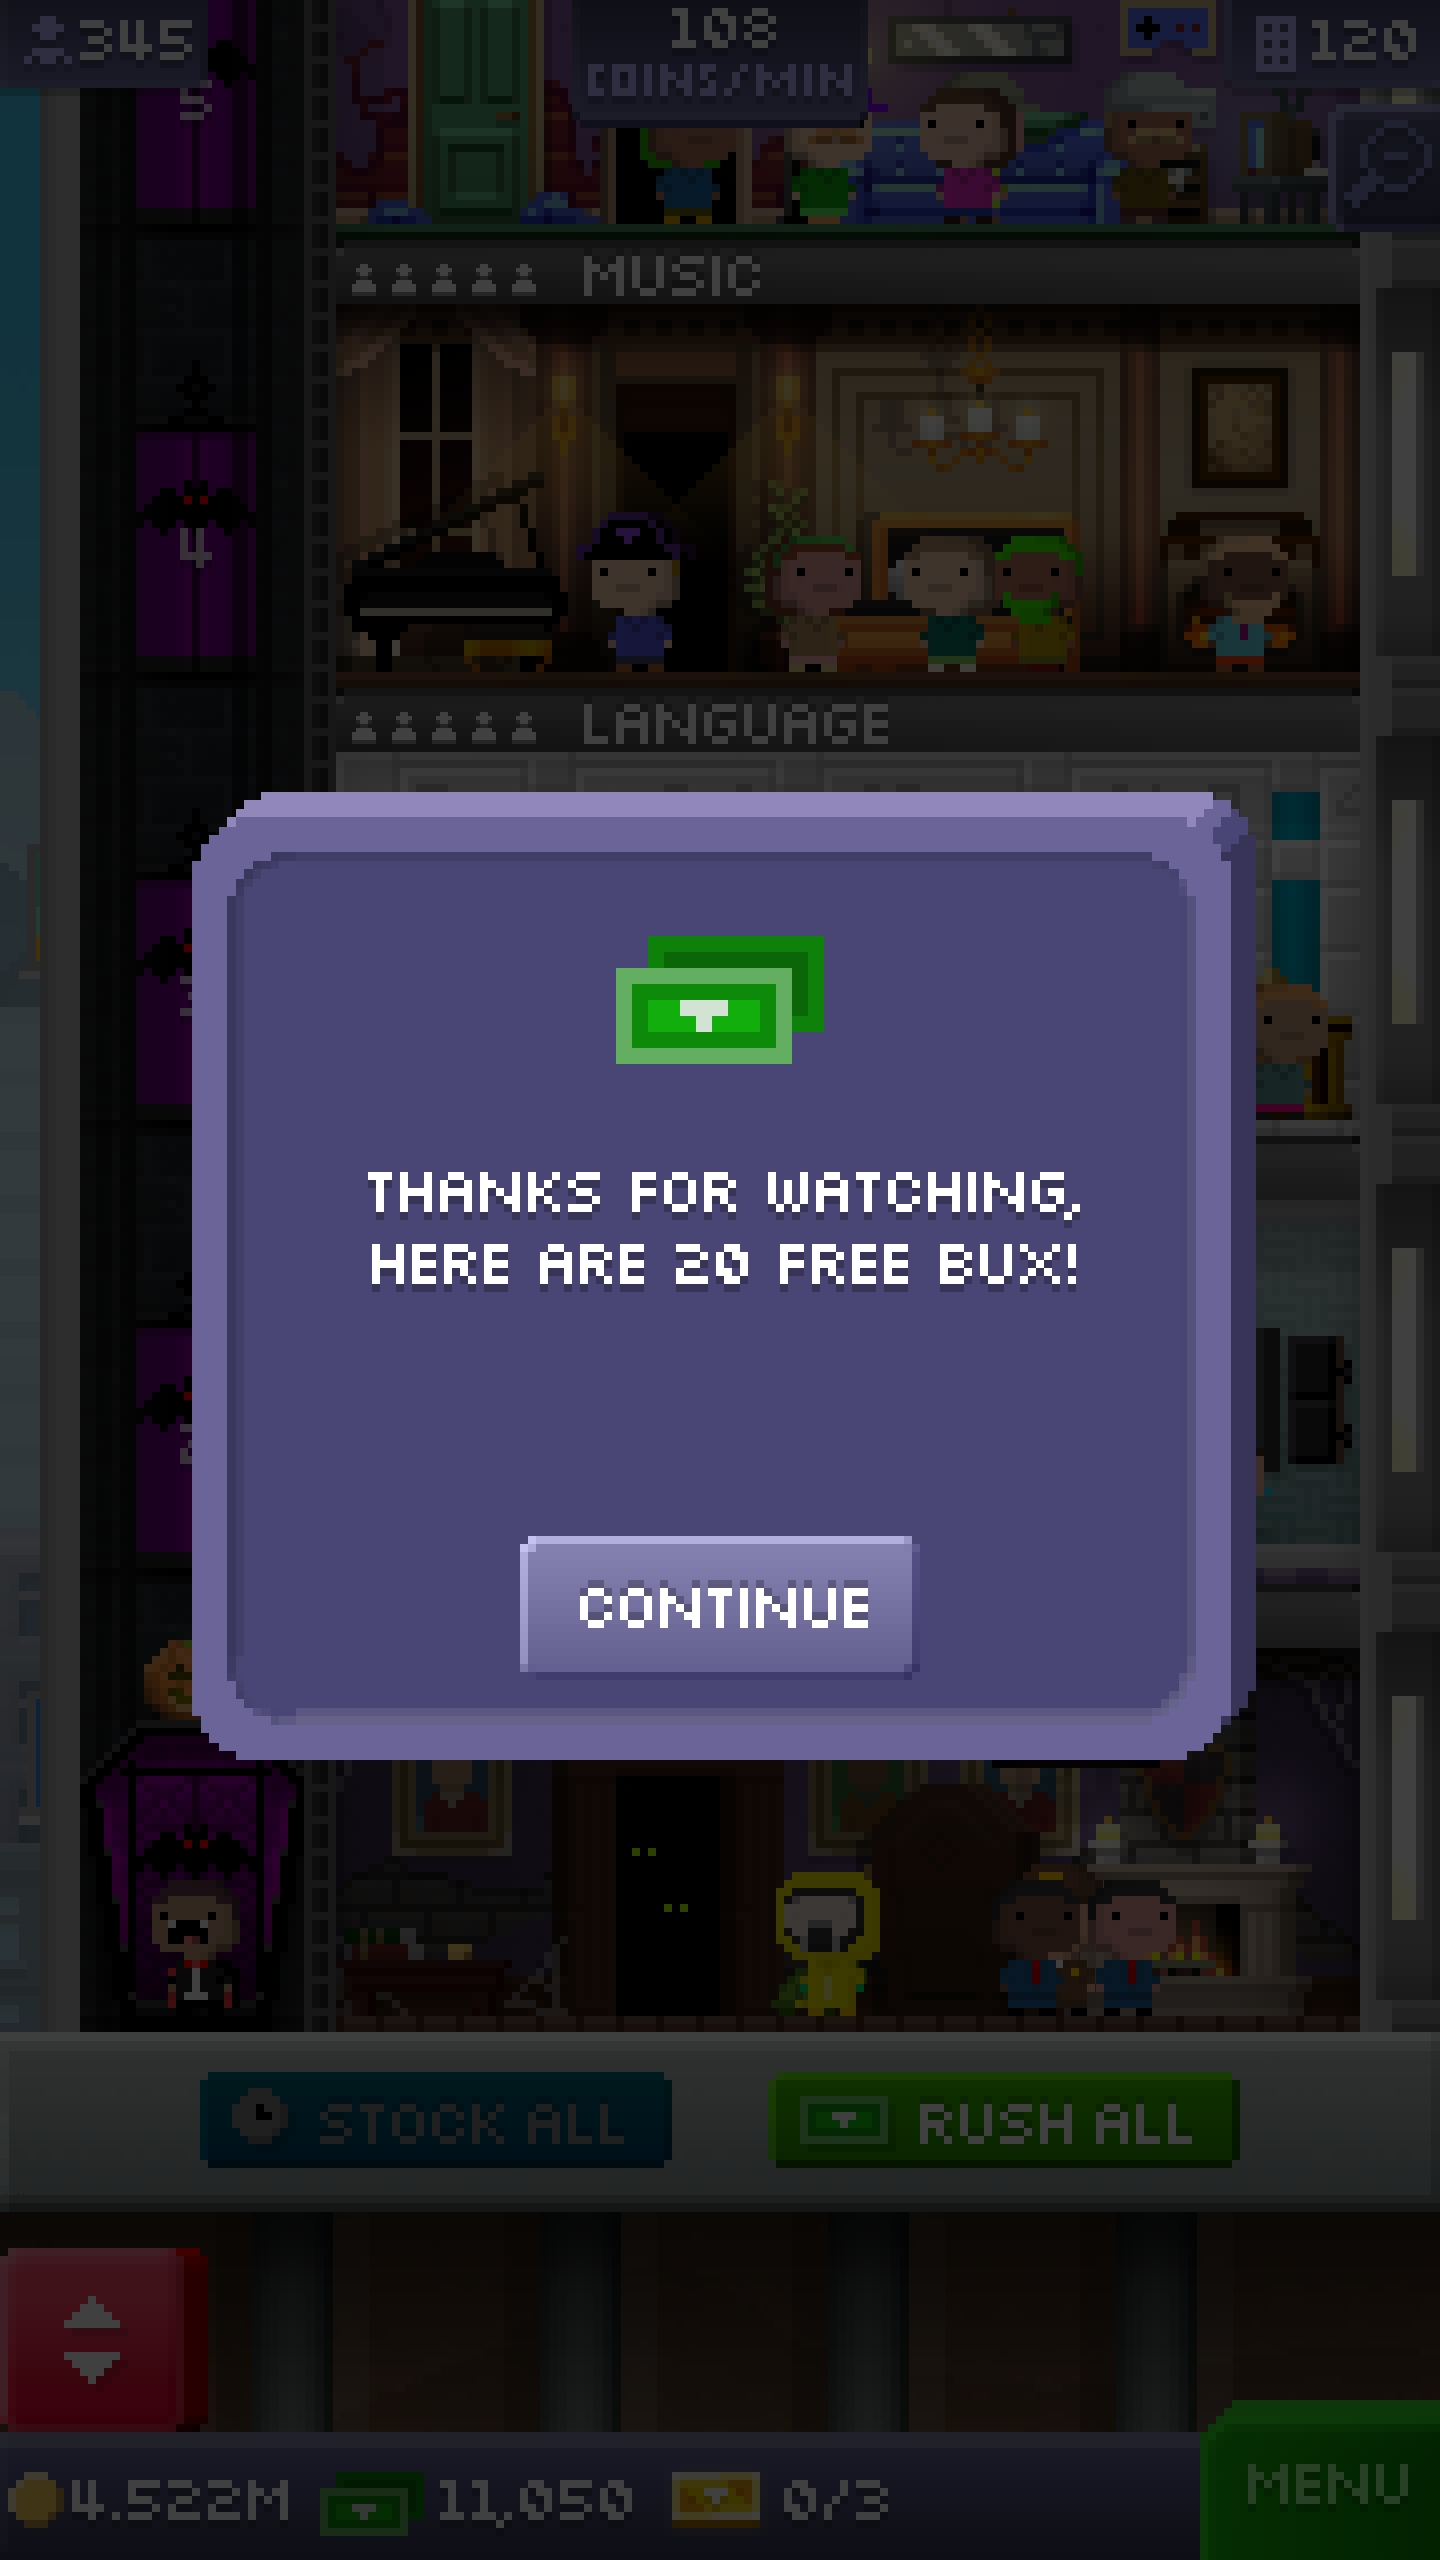 345
108
COINS/MIN
120
5
MUSIC
4
LANGUAGE
THANKS FOR WATCHING,
HERE ARE 20 FREE BUX!
CONTINUE
1
STOCK ALL
RUSH ALL
4.522M
11,050
0/3
MENU